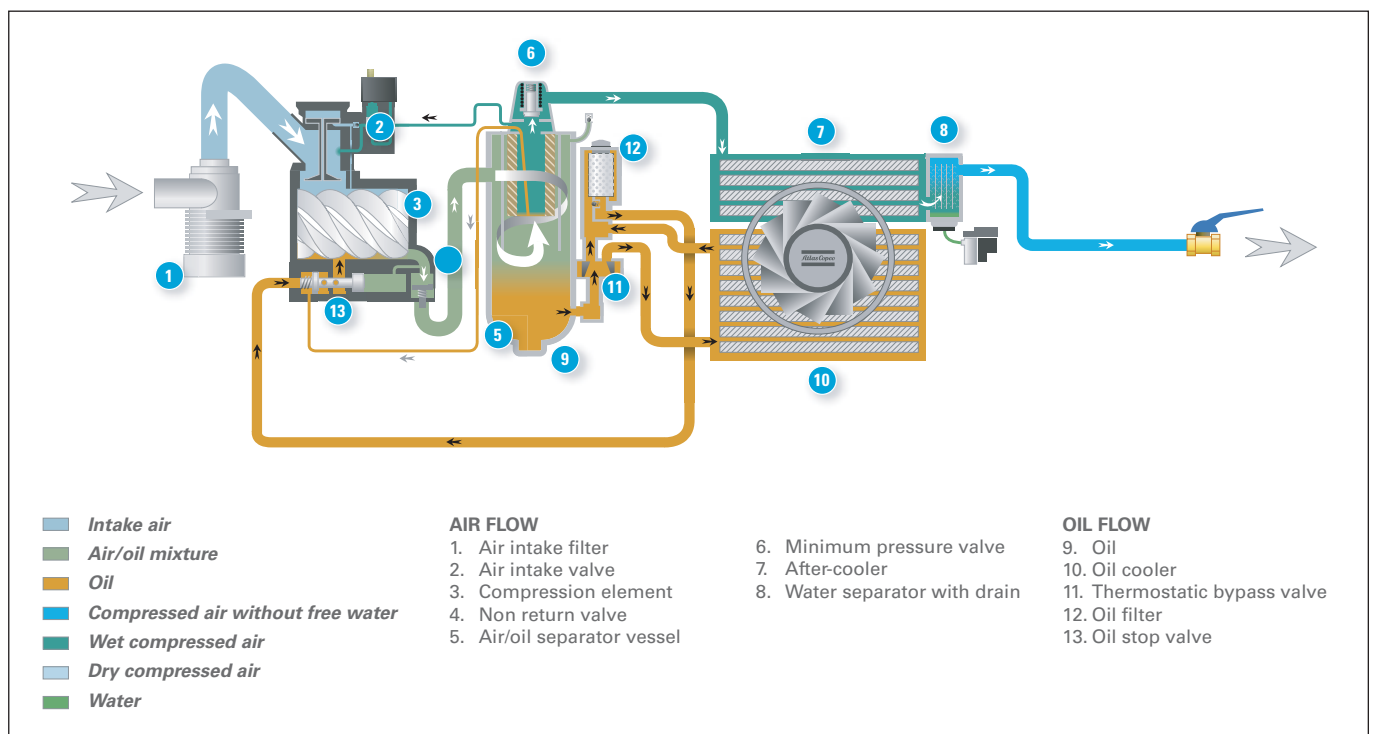 6
2
12
7
8
3
1
13
11
5
9
10
Atlas Copco
Intake air
Air/oil mixture
Oil
Compressed air without free water
Wet compressed air
Dry compressed air
Water
AIR FLOW
1. Air intake filter
2. Air intake valve
3. Compression element
4. Non return valve
5. Air/oil separator vessel
6. Minimum pressure valve
7. After-cooler
8. Water separator with drain
OIL FLOW
9. Oil
10. Oil cooler
11. Thermostatic bypass valve
12. Oil filter
13. Oil stop valve